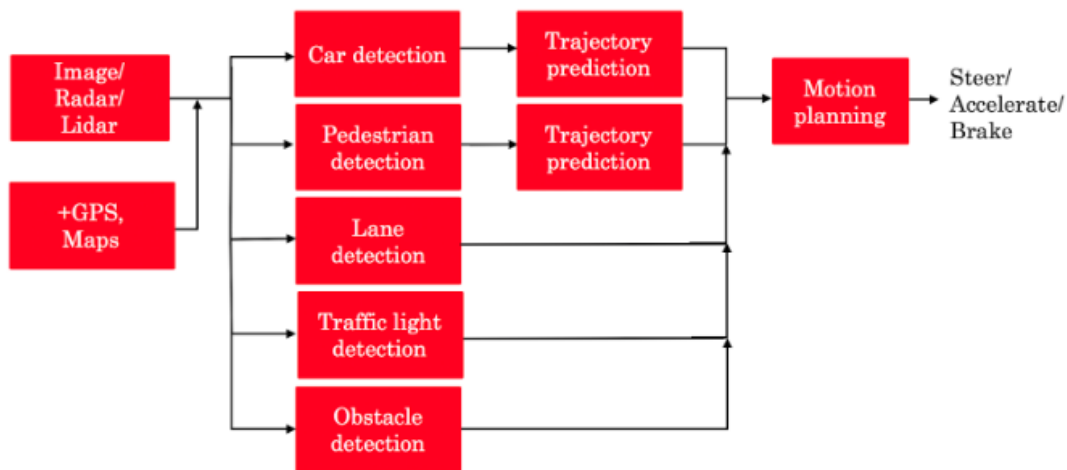 Image/
Radar/
Lidar
+GPS,
Maps
Car detection
Pedestrian
detection
Lane
detection
Traffic light
detection
Obstacle
detection
Trajectory
prediction
Trajectory
prediction
Motion
planning
Steer/
Accelerate/
Brake